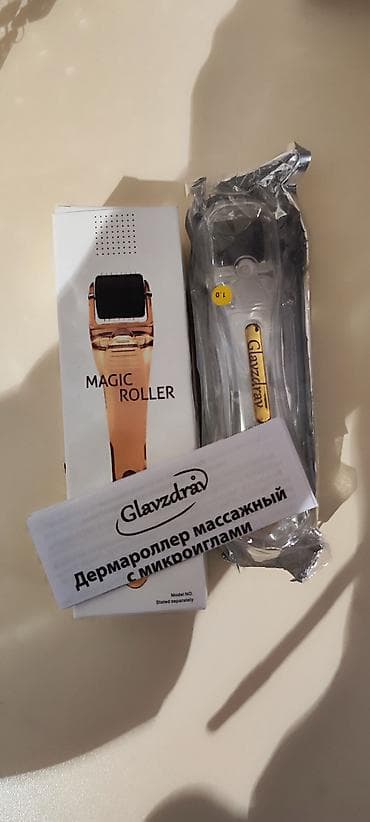 MAGIC
ROLLER
1.0
Glavzdrav
Glavzdrav
Дермароллер массажный
с микроиглами
Model NO.
Stated separately